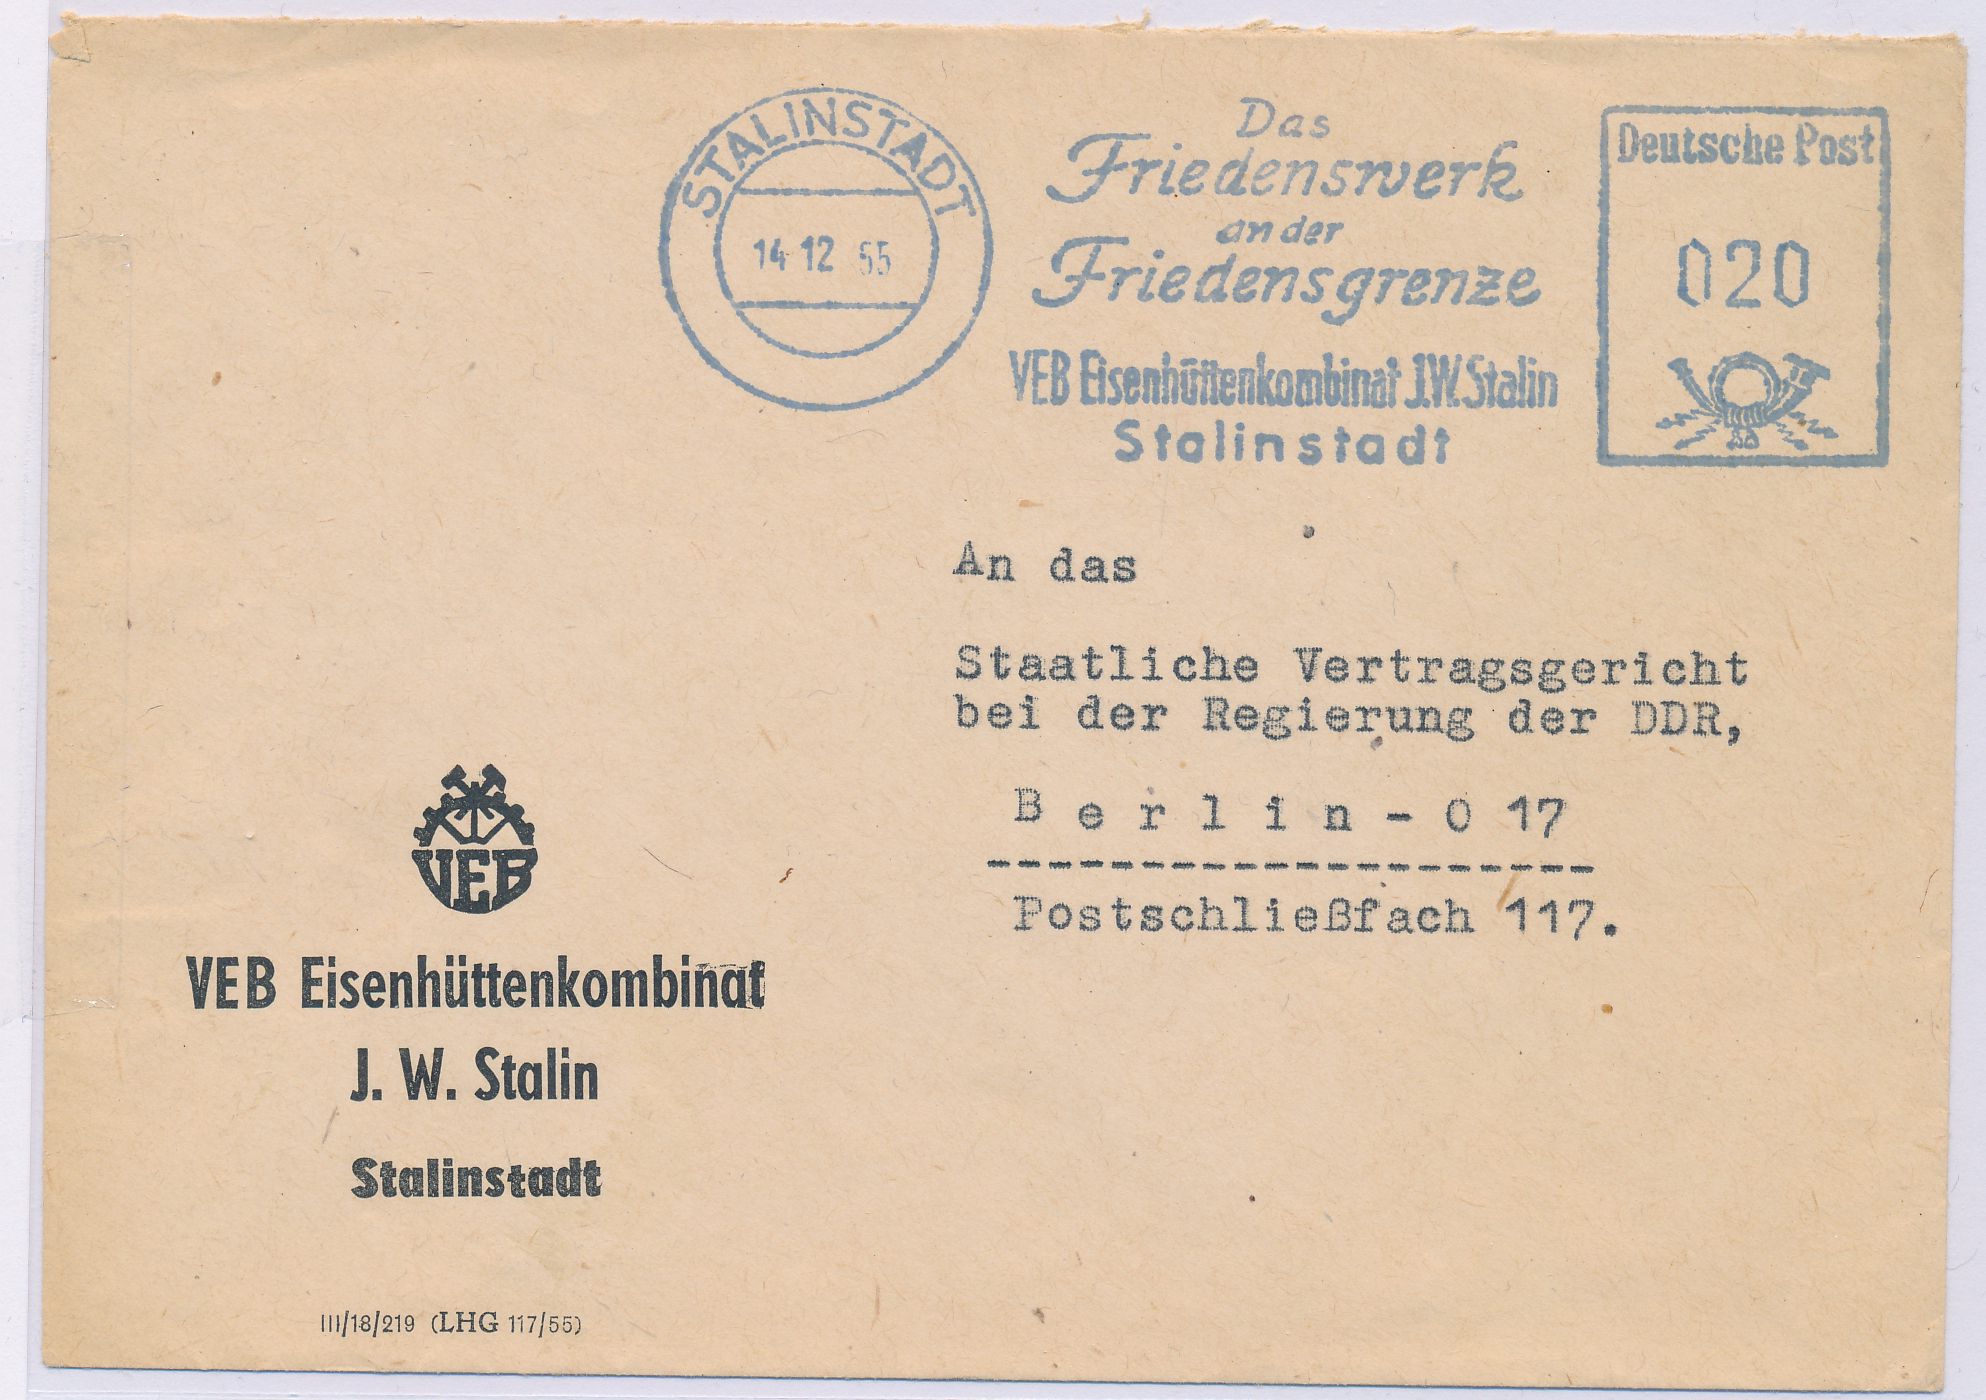 STALINSTADT
14 12 55
Das
Friedenswerk
an der
Friedensgrenze
VEB Eisenhüttenkombinat J.W. Stalin
Stalinstadt
Deutsche Post
020
An das
Staatliche Vertragsgericht
bei der Regierung der DDR,
B e r l i n - O 17
--------------------
Postschließfach 117.
VEB
VEB Eisenhüttenkombinat
J. W. Stalin
Stalinstadt
III/18/219 (LHG 117/55)